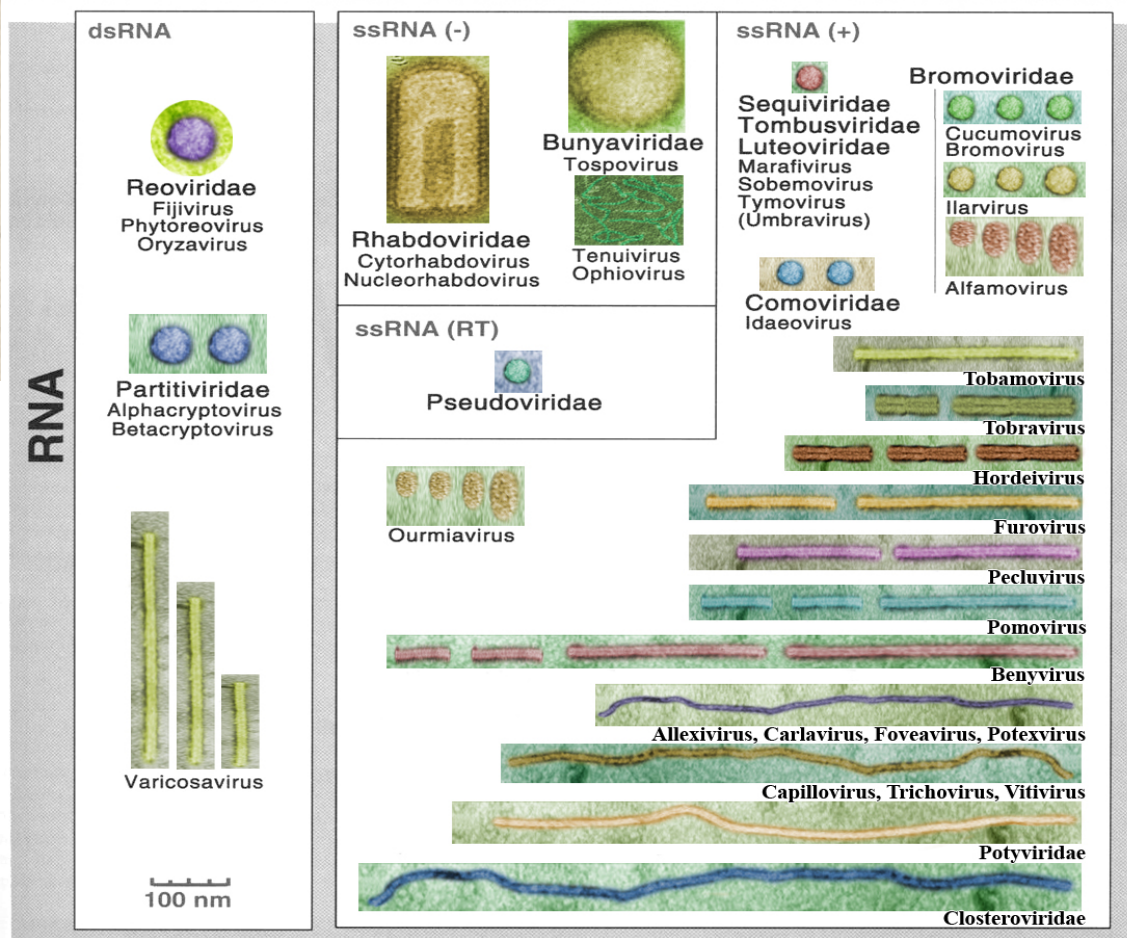 RNA
dsRNA
Reoviridae
Fijivirus
Phytoreovirus
Oryzavirus
Partitiviridae
Alphacryptovirus
Betacryptovirus
Varicosavirus
100 nm
ssRNA (-)
Rhabdoviridae
Cytorhabdovirus
Nucleorhabdovirus
Bunyaviridae
Tospovirus
Tenuivirus
Ophiovirus
ssRNA (RT)
Pseudoviridae
ssRNA (+)
Sequiviridae
Tombusviridae
Luteoviridae
Marafivirus
Sobemovirus
Tymovirus
(Umbravirus)
Comoviridae
Idaeovirus
Bromoviridae
Cucumovirus
Bromovirus
Ilarvirus
Alfamovirus
Ourmiavirus
Tobamovirus
Tobravirus
Hordeivirus
Furovirus
Pecluvirus
Pomovirus
Benyvirus
Allexivirus, Carlavirus, Foveavirus, Potexvirus
Capillovirus, Trichovirus, Vitivirus
Potyviridae
Closteroviridae